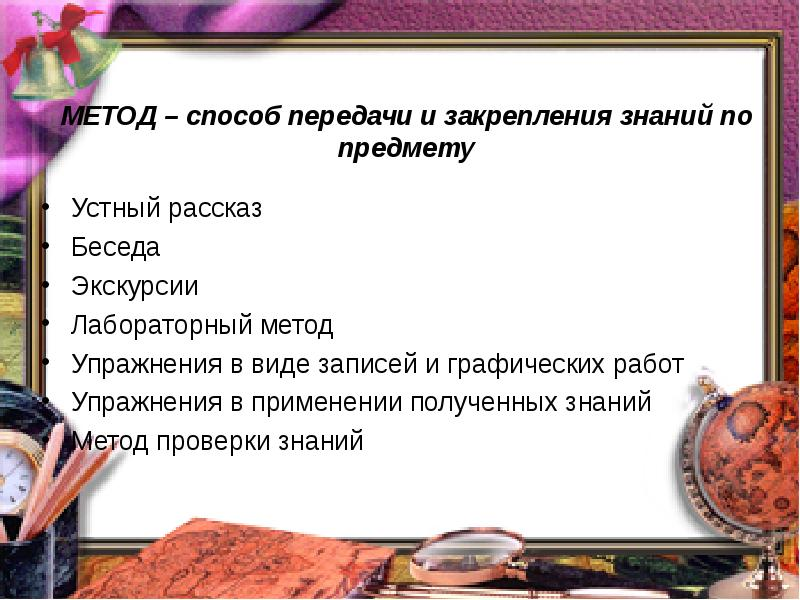 МЕТОД – способ передачи и закрепления знаний по
предмету
• Устный рассказ
• Беседа
• Экскурсии
• Лабораторный метод
• Упражнения в виде записей и графических работ
• Упражнения в применении полученных знаний
• Метод проверки знаний